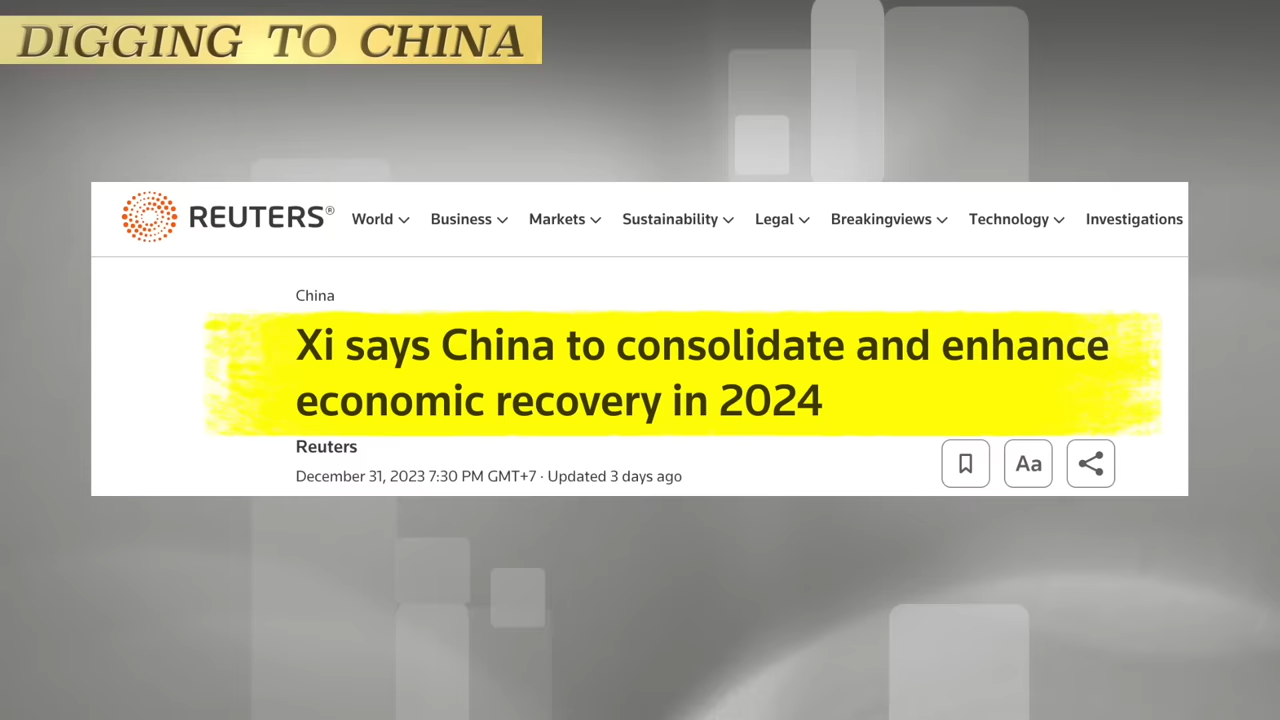 DIGGING TO CHINA
REUTERS®
World Business Markets Sustainability Legal Breakingviews Technology Investigations
China
Xi says China to consolidate and enhance
economic recovery in 2024
Reuters
December 31, 2023 7:30 PM GMT+7 · Updated 3 days ago
Aa